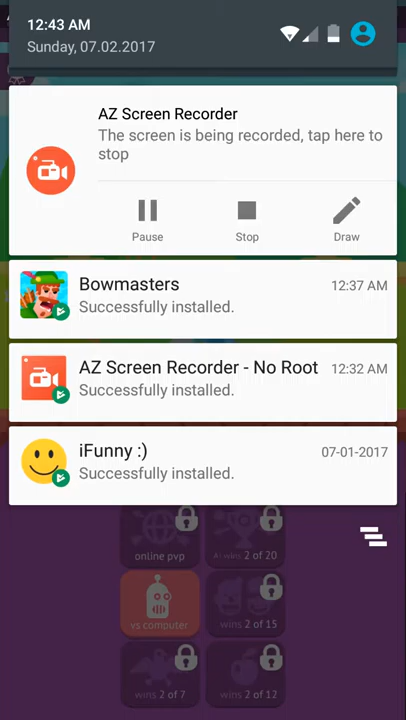 12:43 AM
Sunday, 07.02.2017
AZ Screen Recorder
The screen is being recorded, tap here to
stop
Pause
Stop
Draw
Bowmasters
12:37 AM
Successfully installed.
AZ Screen Recorder - No Root
12:32 AM
Successfully installed.
iFunny :)
07-01-2017
Successfully installed.
online pvp
wins 2 of 20
vs computer
wins 2 of 15
wins 2 of 7
wins 2 of 12